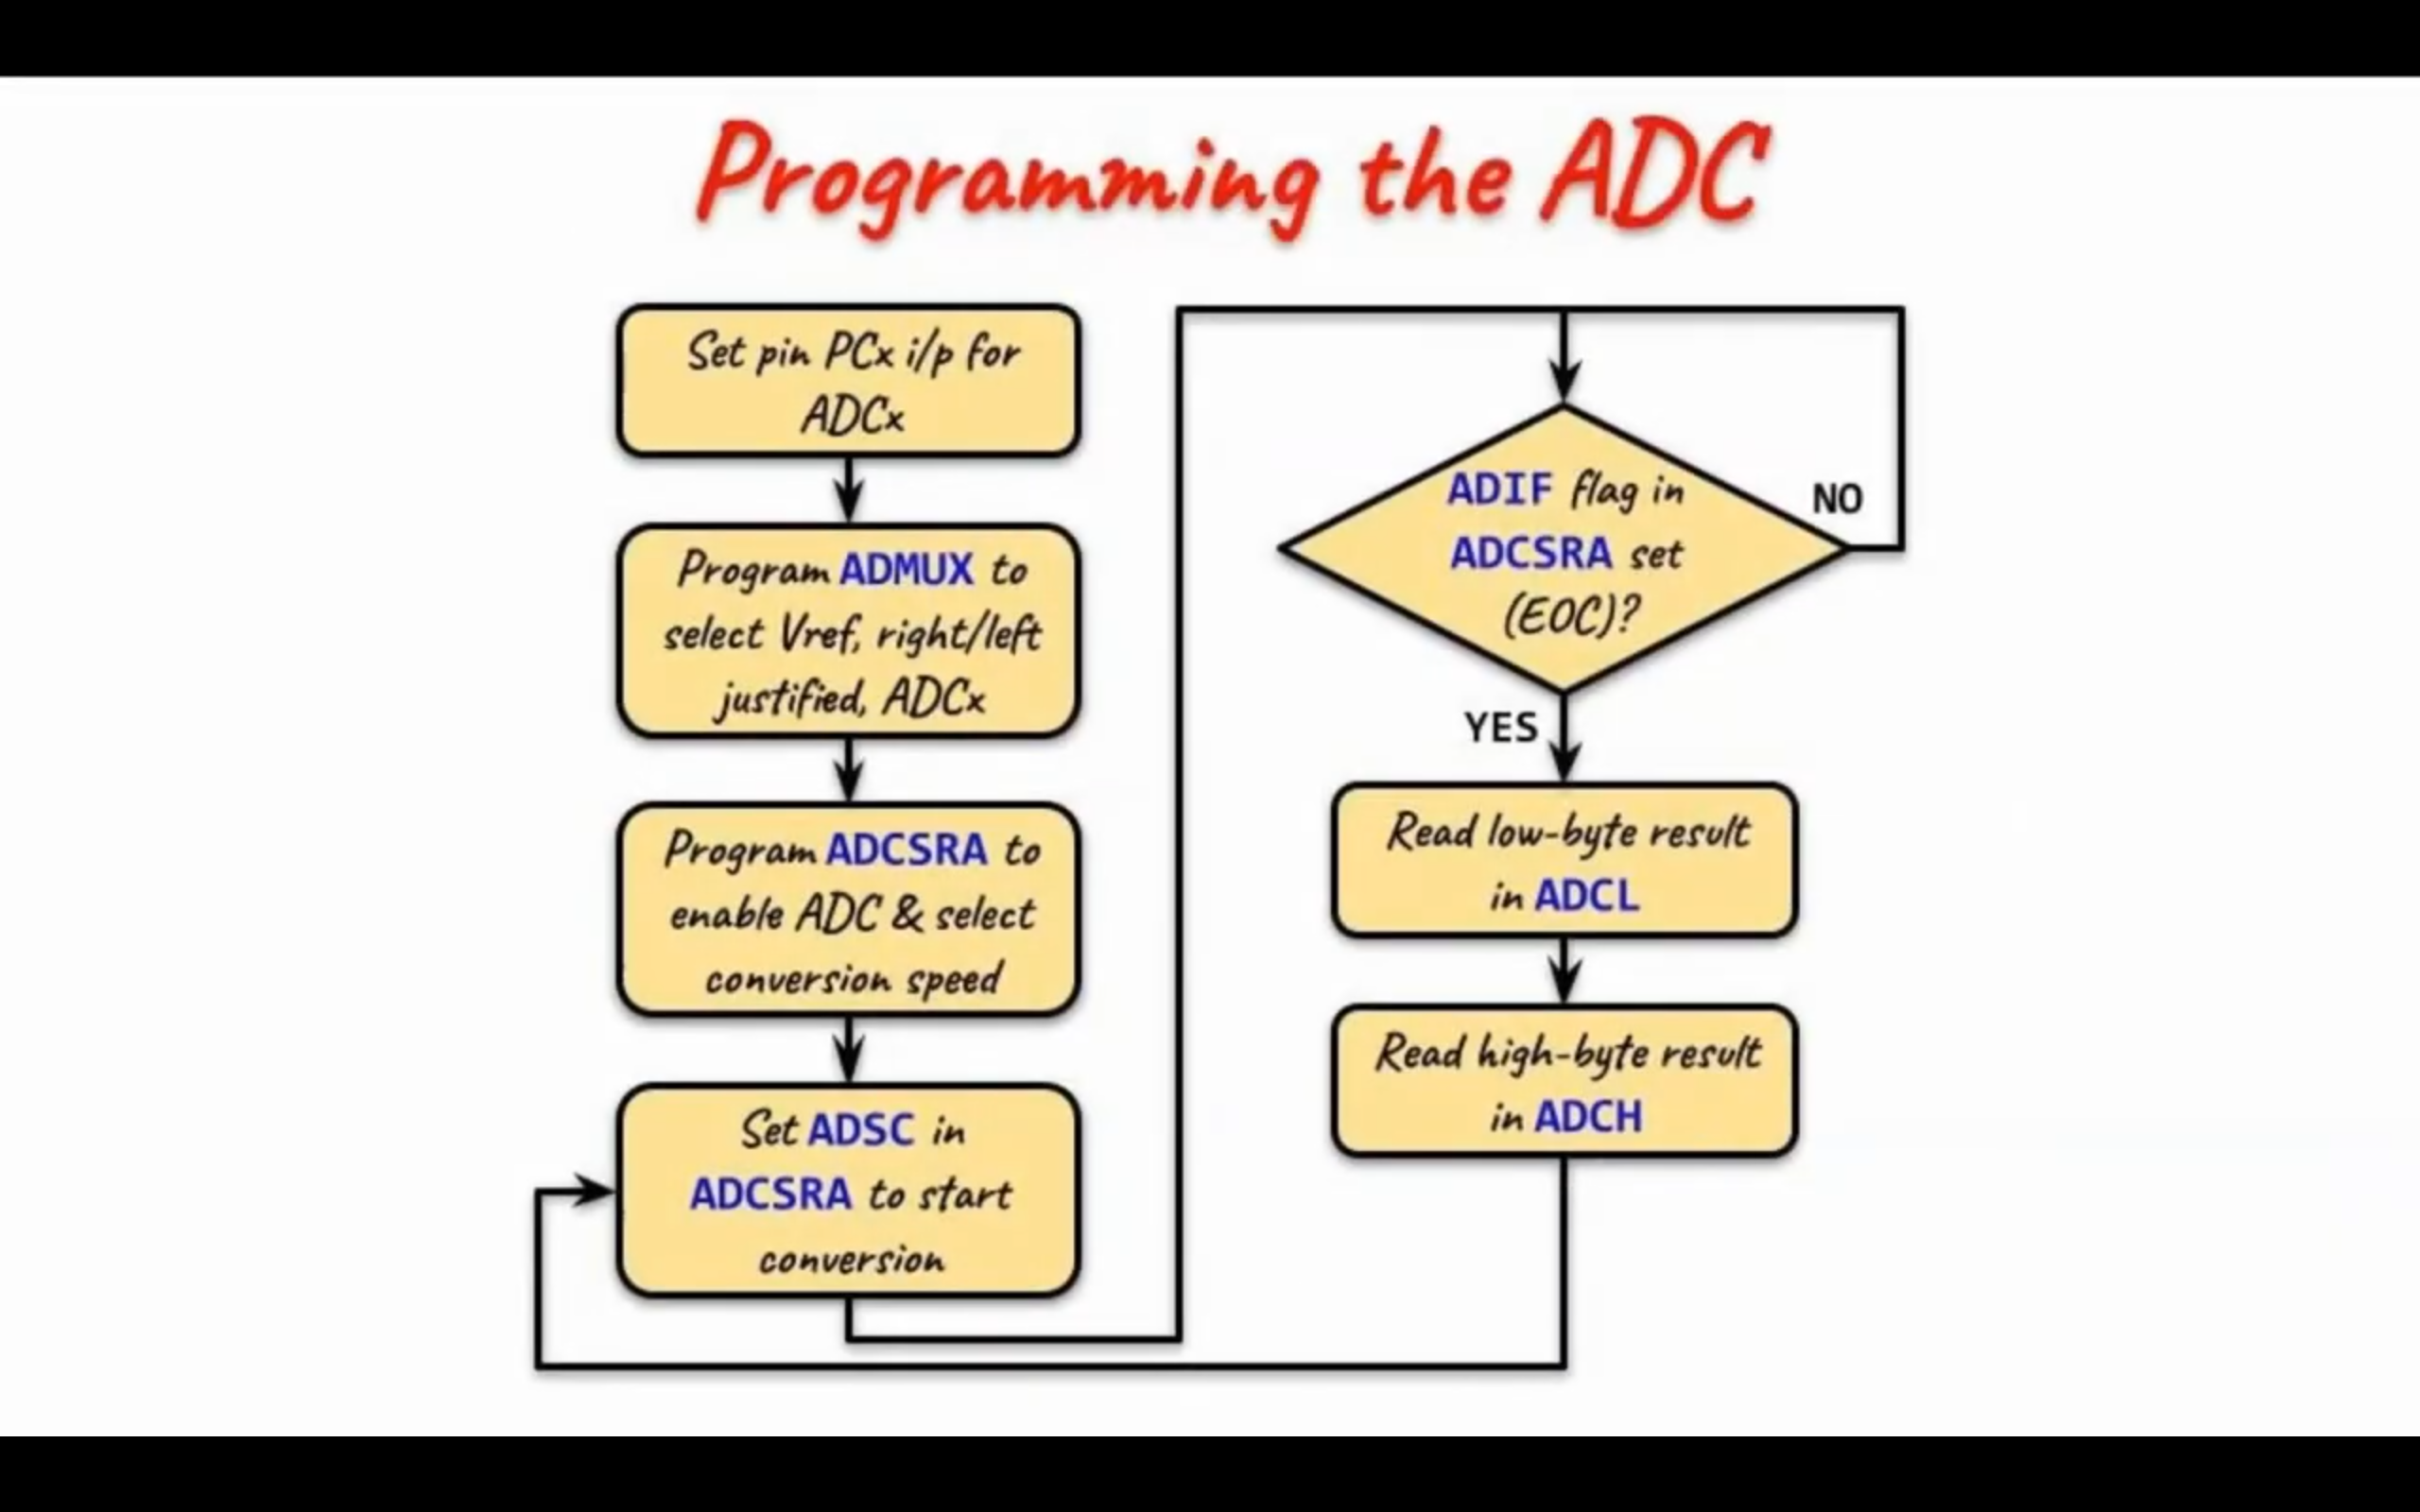 Programming the ADC
Set pin PCx i/p for
ADCx
Program ADMUX to
select Vref, right/left
justified, ADCx
Program ADCSRA to
enable ADC & select
conversion speed
Set ADSC in
ADCSRA to start
conversion
ADIF flag in
ADCSRA set
(EOC)?
NO
YES
Read low-byte result
in ADCL
Read high-byte result
in ADCH